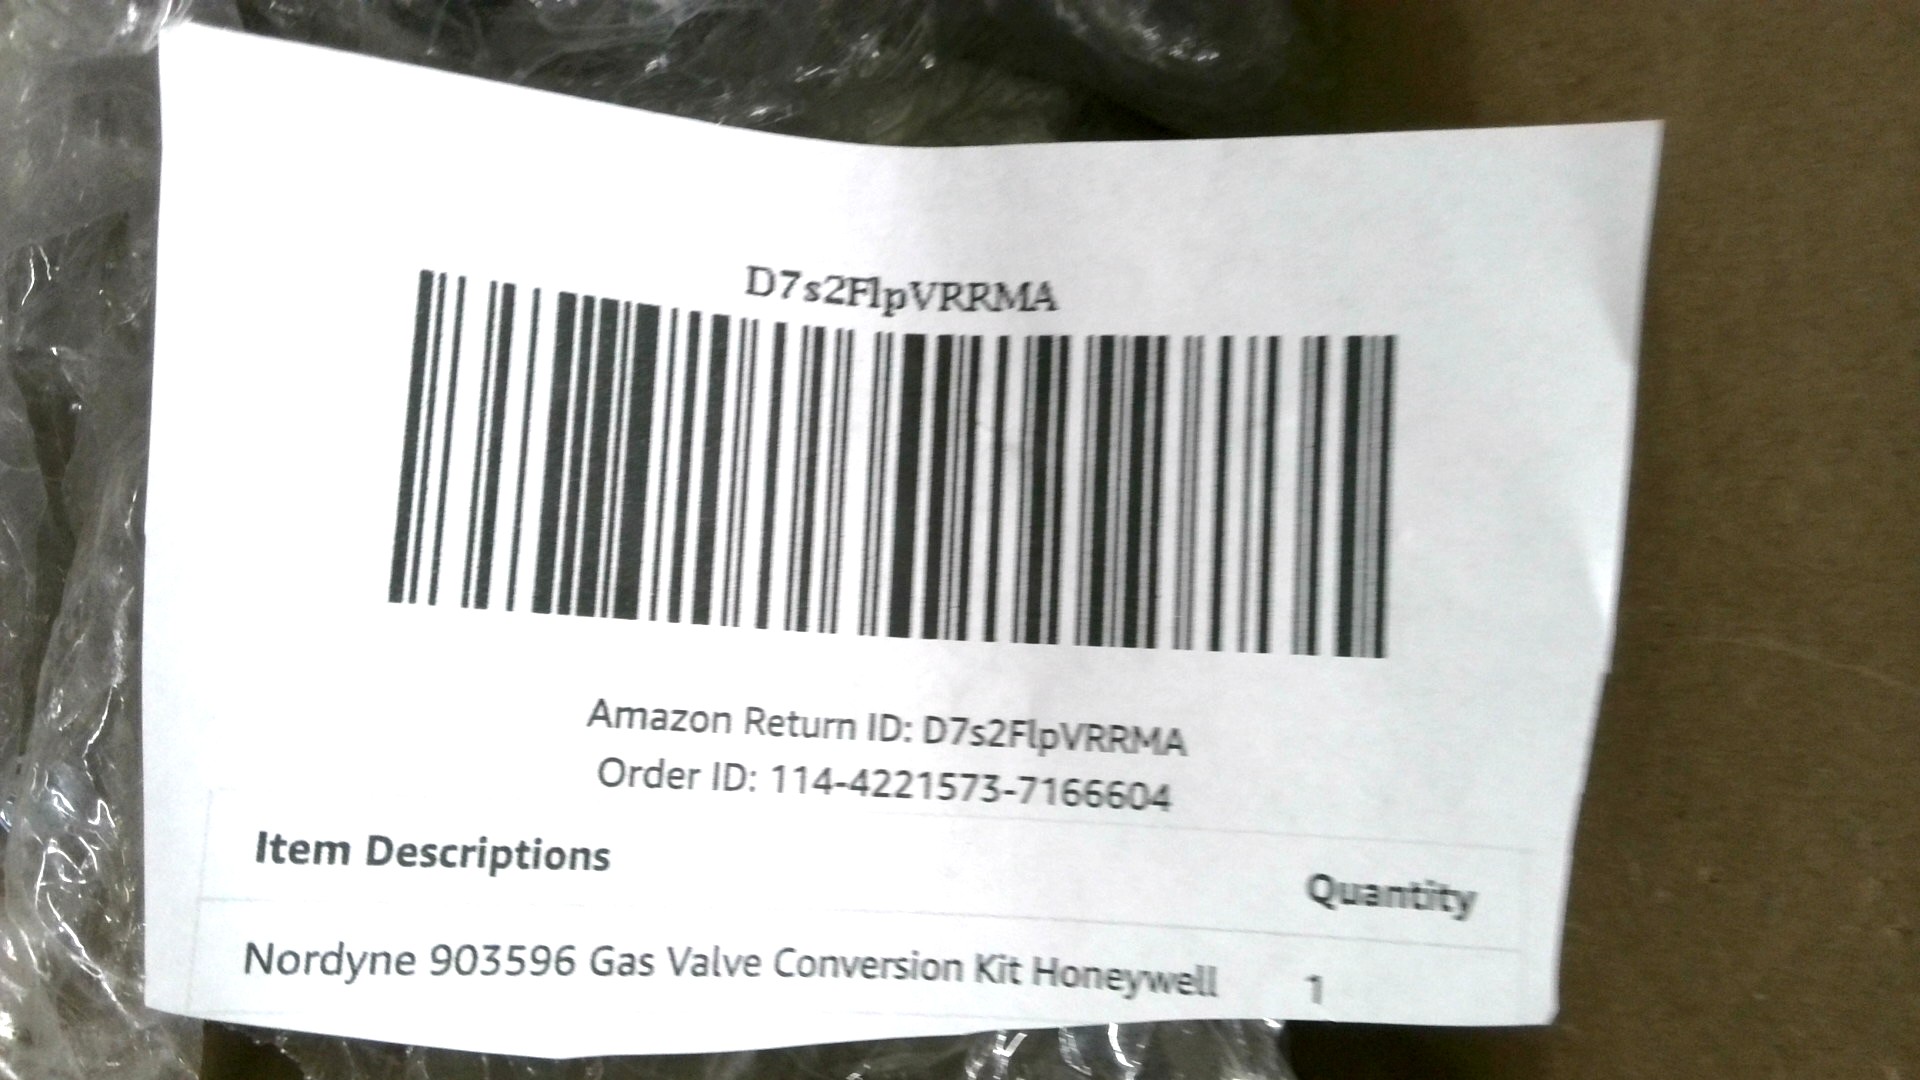 D7s2FlpVRRMA
Amazon Return ID: D7s2FlpVRRMA
Order ID: 114-4221573-7166604
Item Descriptions
Quantity
Nordyne 903596 Gas Valve Conversion Kit Honeywell 1